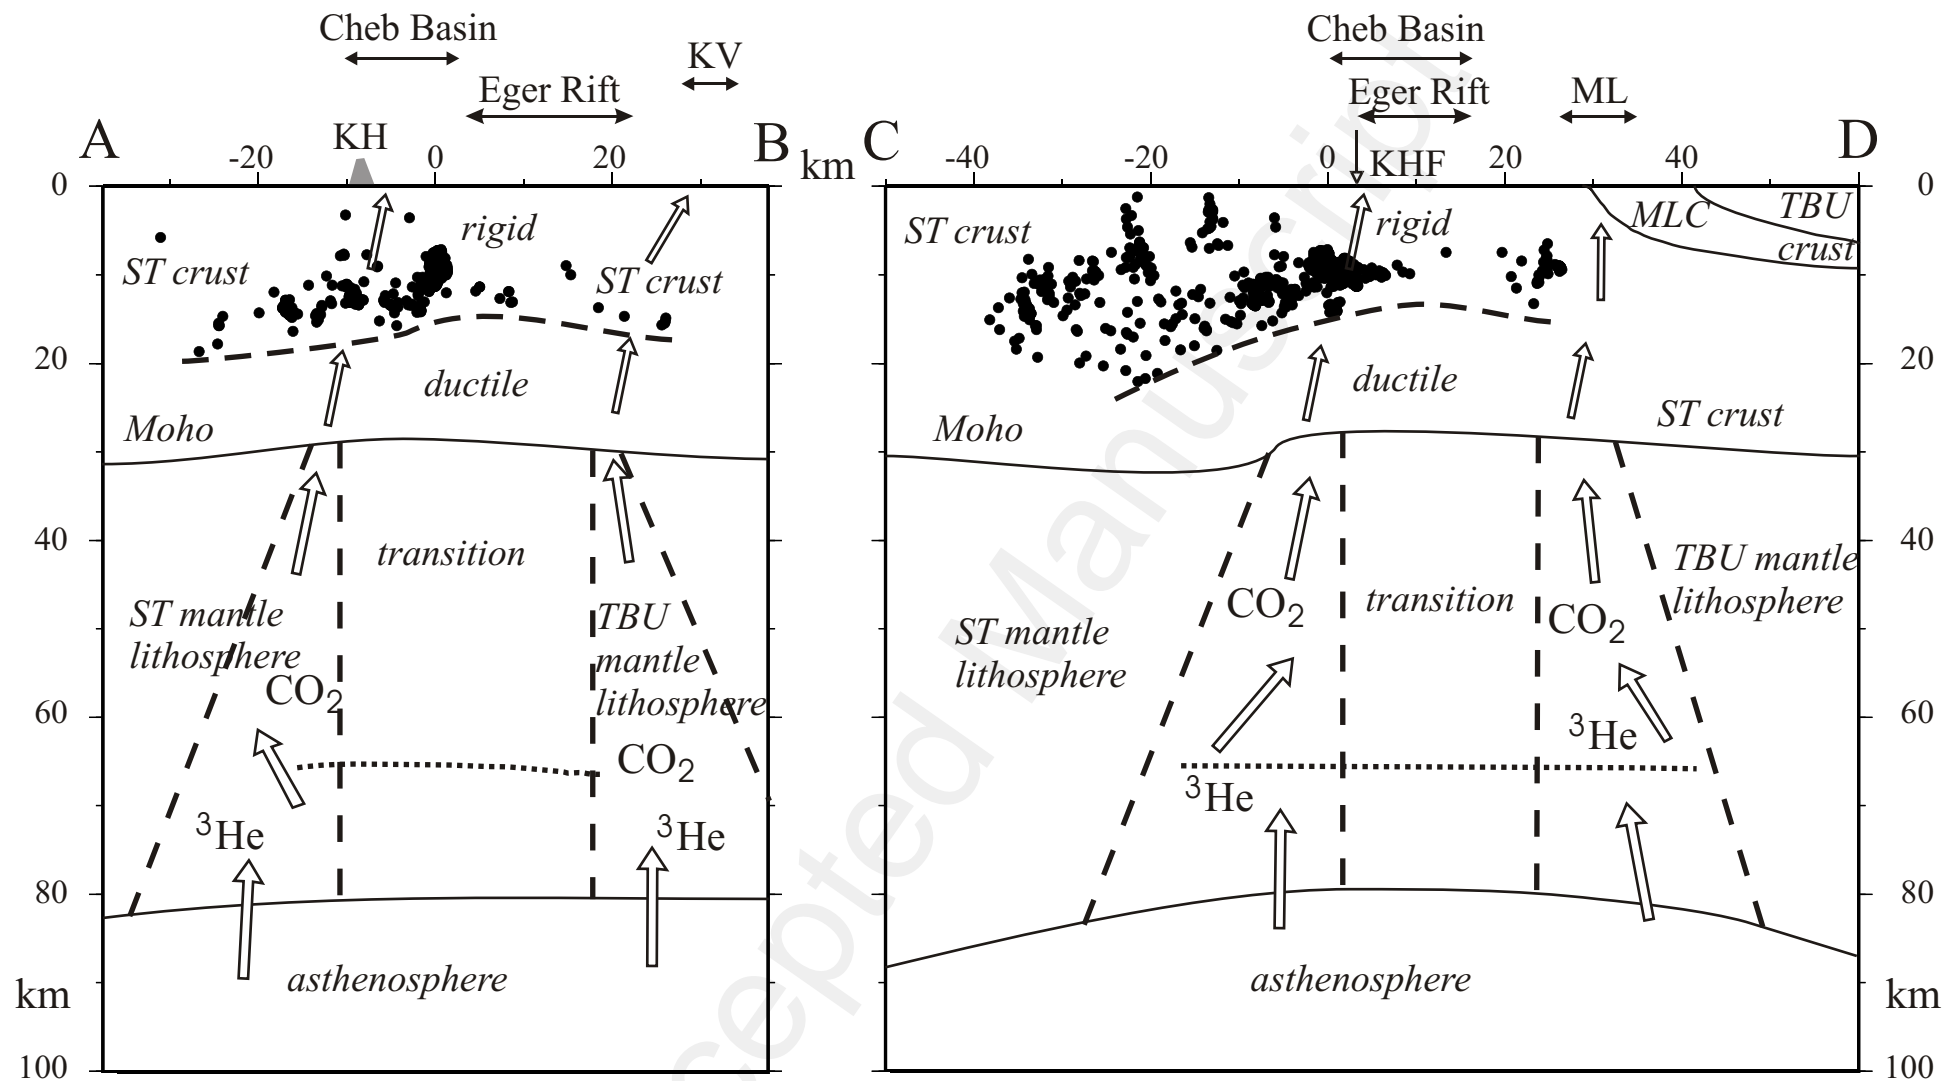 Cheb Basin
KV
Eger Rift
A
KH
B
km
-20
0
20
0
20
40
60
80
km
100
rigid
ST crust
ST crust
ductile
Moho
transition
ST mantle
lithosphere
TBU
mantle
lithosphere
CO2
CO2
3He
3He
asthenosphere
Cheb Basin
Eger Rift
ML
C
D
-40
-20
0
20
40
KHF
0
20
40
60
80
km
100
ST crust
rigid
MLC
TBU
crust
ductile
ST crust
Moho
transition
CO2
CO2
TBU mantle
lithosphere
ST mantle
lithosphere
3He
3He
asthenosphere
cepted Manuscript